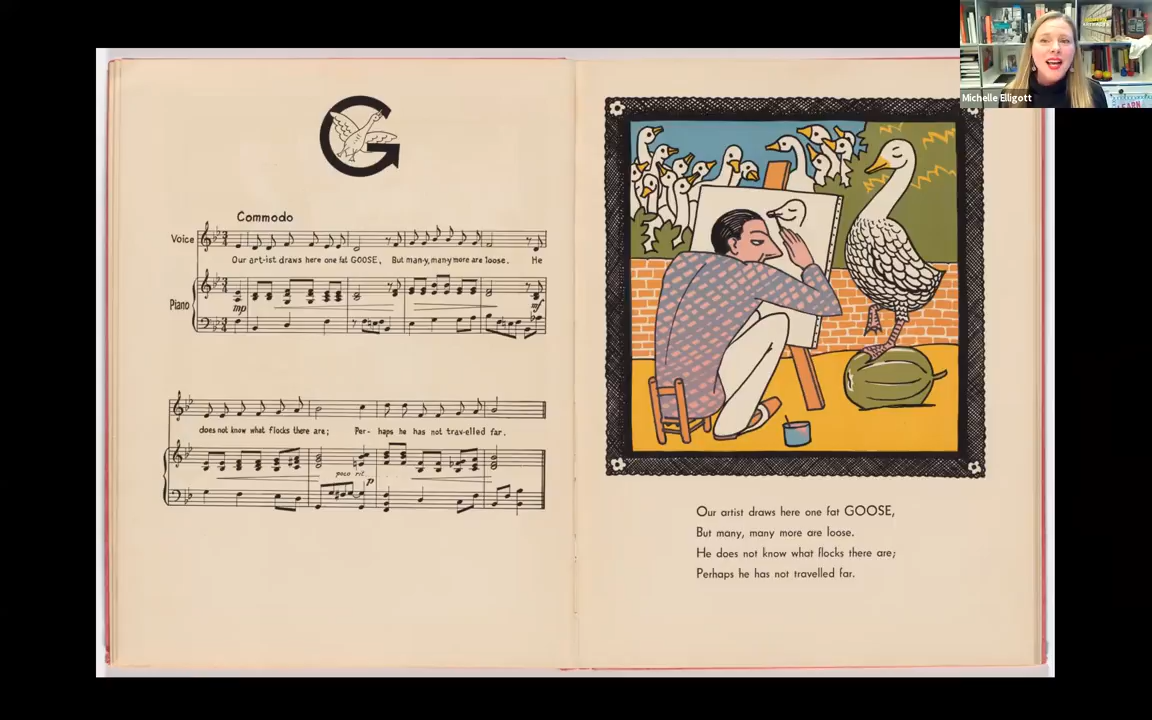 Michelle Elligott
G
Commodo
Voice
Our art-ist draws here one fat GOOSE, But man-y, many more are loose. He
Piano
mp
mf
does not know what flocks there are; Per- haps he has not trav-elled far.
poco rit.
p
Our artist draws here one fat GOOSE,
But many, many more are loose.
He does not know what flocks there are;
Perhaps he has not travelled far.